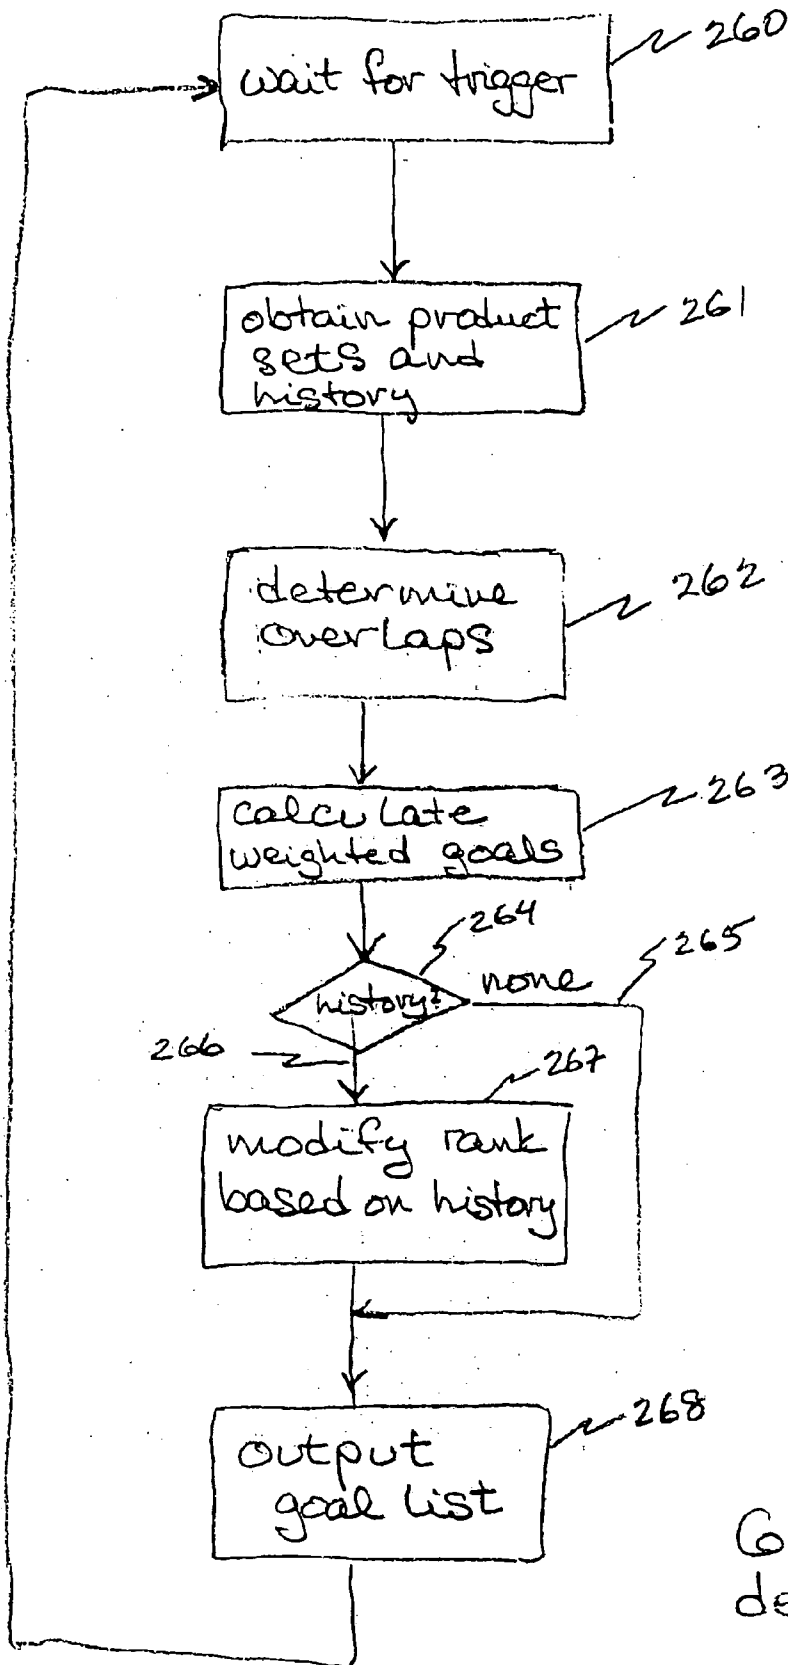 wait for trigger
260
obtain product
sets and
history
261
determine
overlaps
262
calculate
weighted goals
263
264
history?
none
265
266
267
modify rank
based on history
output
goal list
268